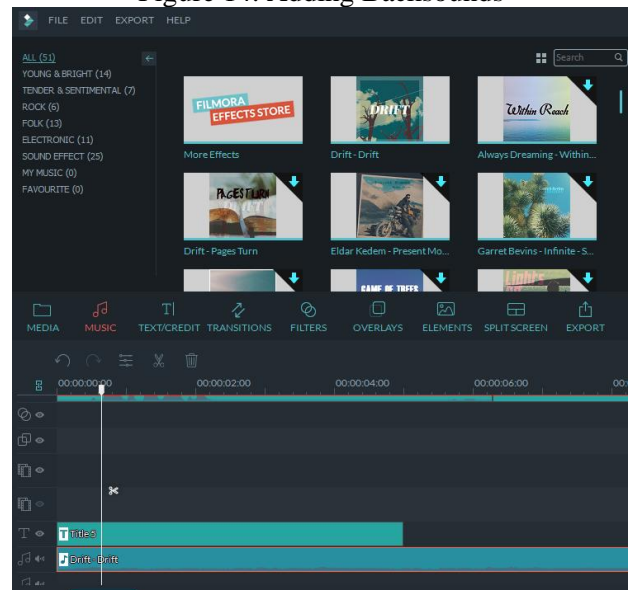 Figure 14. Adding Backsounds
FILE EDIT EXPORT HELP
ALL (51)
YOUNG & BRIGHT (14)
TENDER & SENTIMENTAL (7)
ROCK (6)
FOLK (13)
ELECTRONIC (11)
SOUND EFFECT (25)
MY MUSIC (0)
FAVOURITE (0)
Search
FILMORA
EFFECTS STORE
DRIFT
Within Reach
More Effects
Drift - Drift
Always Dreaming - Within...
PAGES TURN
Drift - Pages Turn
Eldar Kedem - Present Mo...
Garret Bevins - Infinite - S...
GAME OF TREES
Lights
MEDIA MUSIC TEXT/CREDIT TRANSITIONS FILTERS OVERLAYS ELEMENTS SPLIT SCREEN EXPORT
00:00:00:00 00:00:02:00 00:00:04:00 00:00:06:00 00:
T Title 5
Drift - Drift